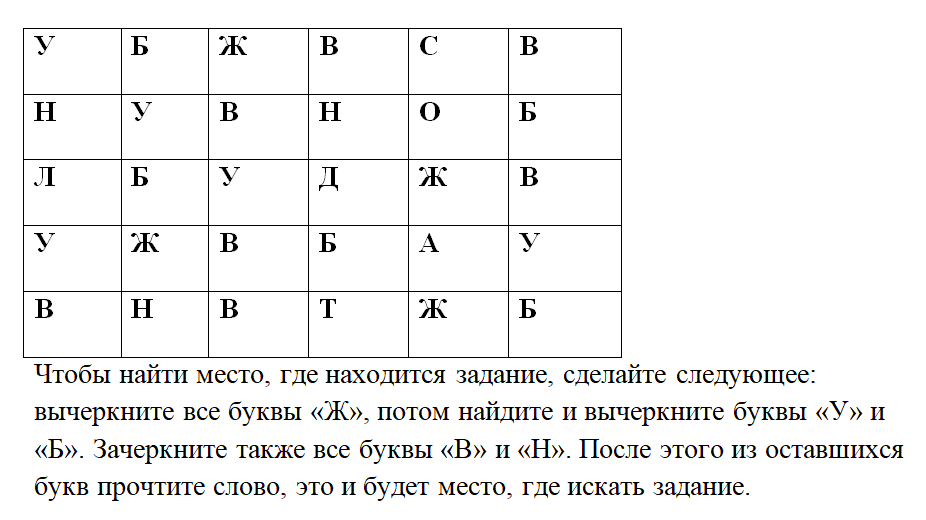 У Б Ж В С В
Н У В Н О Б
Л Б У Д Ж В
У Ж В Б А У
В Н В Т Ж Б
Чтобы найти место, где находится задание, сделайте следующее:
вычеркните все буквы «Ж», потом найдите и вычеркните буквы «У» и
«Б». Зачеркните также все буквы «В» и «Н». После этого из оставшихся
букв прочтите слово, это и будет место, где искать задание.